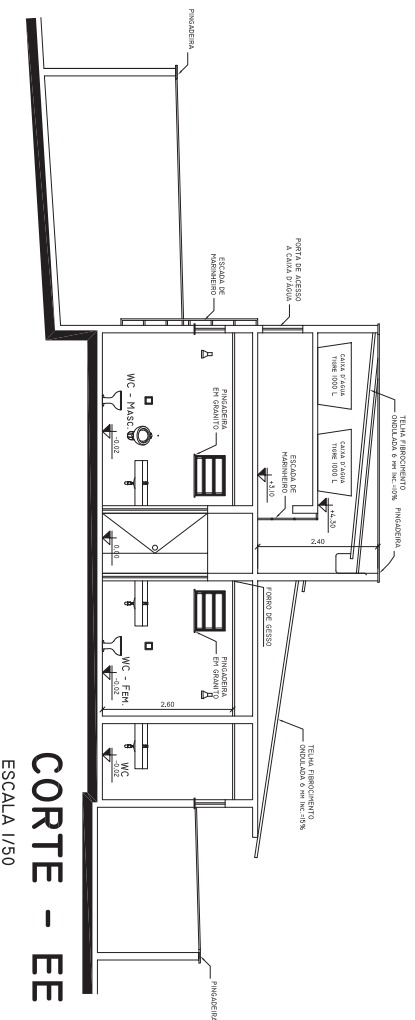 PINGADEIRA
ESCADA DE
MARINHEIRO
PORTA DE ACESSO
A CAIXA D'ÁGUA
TELHA FIBROCIMENTO
ONDULADA 6 MM INC.=10%
PINGADEIRA
CAIXA D'ÁGUA
TIGRE 1000 L
CAIXA D'ÁGUA
TIGRE 1000 L
ESCADA DE
MARINHEIRO
+3,10
+4,30
2.40
PINGADEIRA
EM GRANITO
WC - MASC.
-0,02
0,00
FORRO DE GESSO
PINGADEIRA
EM GRANITO
WC - FEM.
-0,02
2.60
WC
-0,02
TELHA FIBROCIMENTO
ONDULADA 6 MM INC.=15%
PINGADEIRA
CORTE - EE
ESCALA 1/50